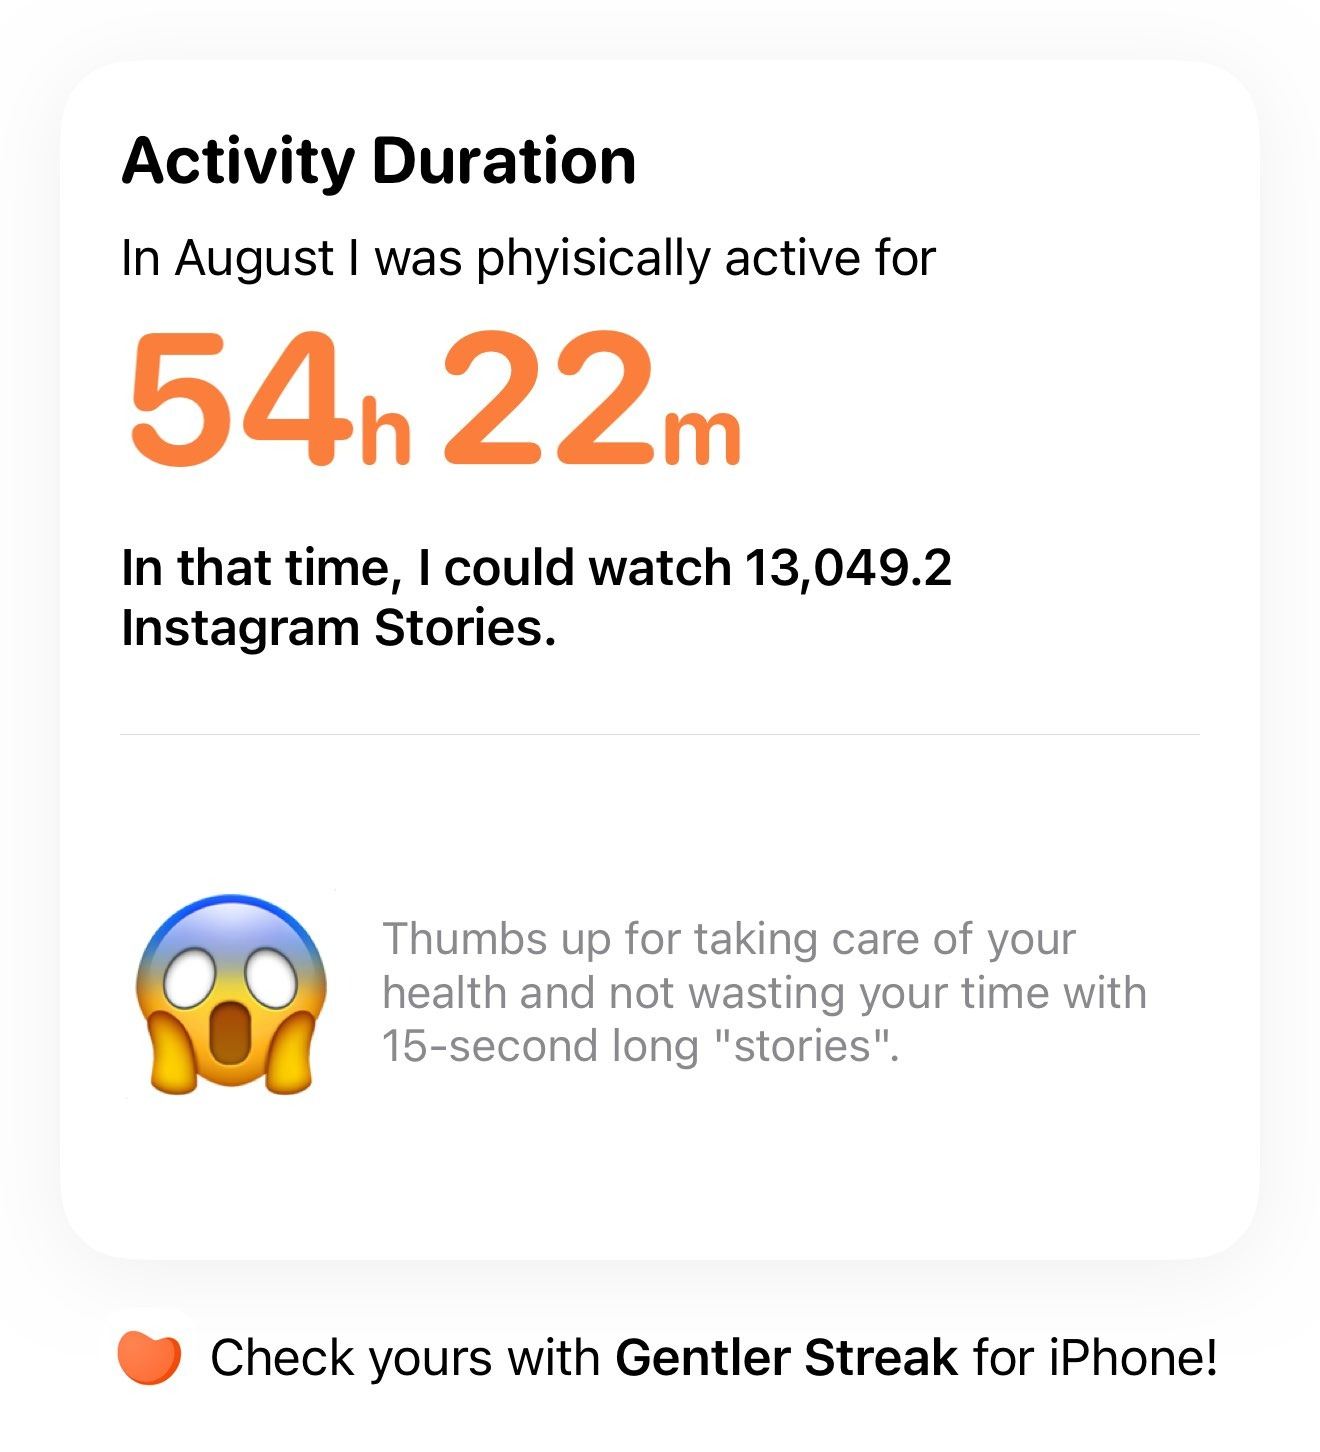 Activity Duration
In August I was phyisically active for
54h 22m
In that time, I could watch 13,049.2
Instagram Stories.
Thumbs up for taking care of your
health and not wasting your time with
15-second long "stories".
Check yours with Gentler Streak for iPhone!